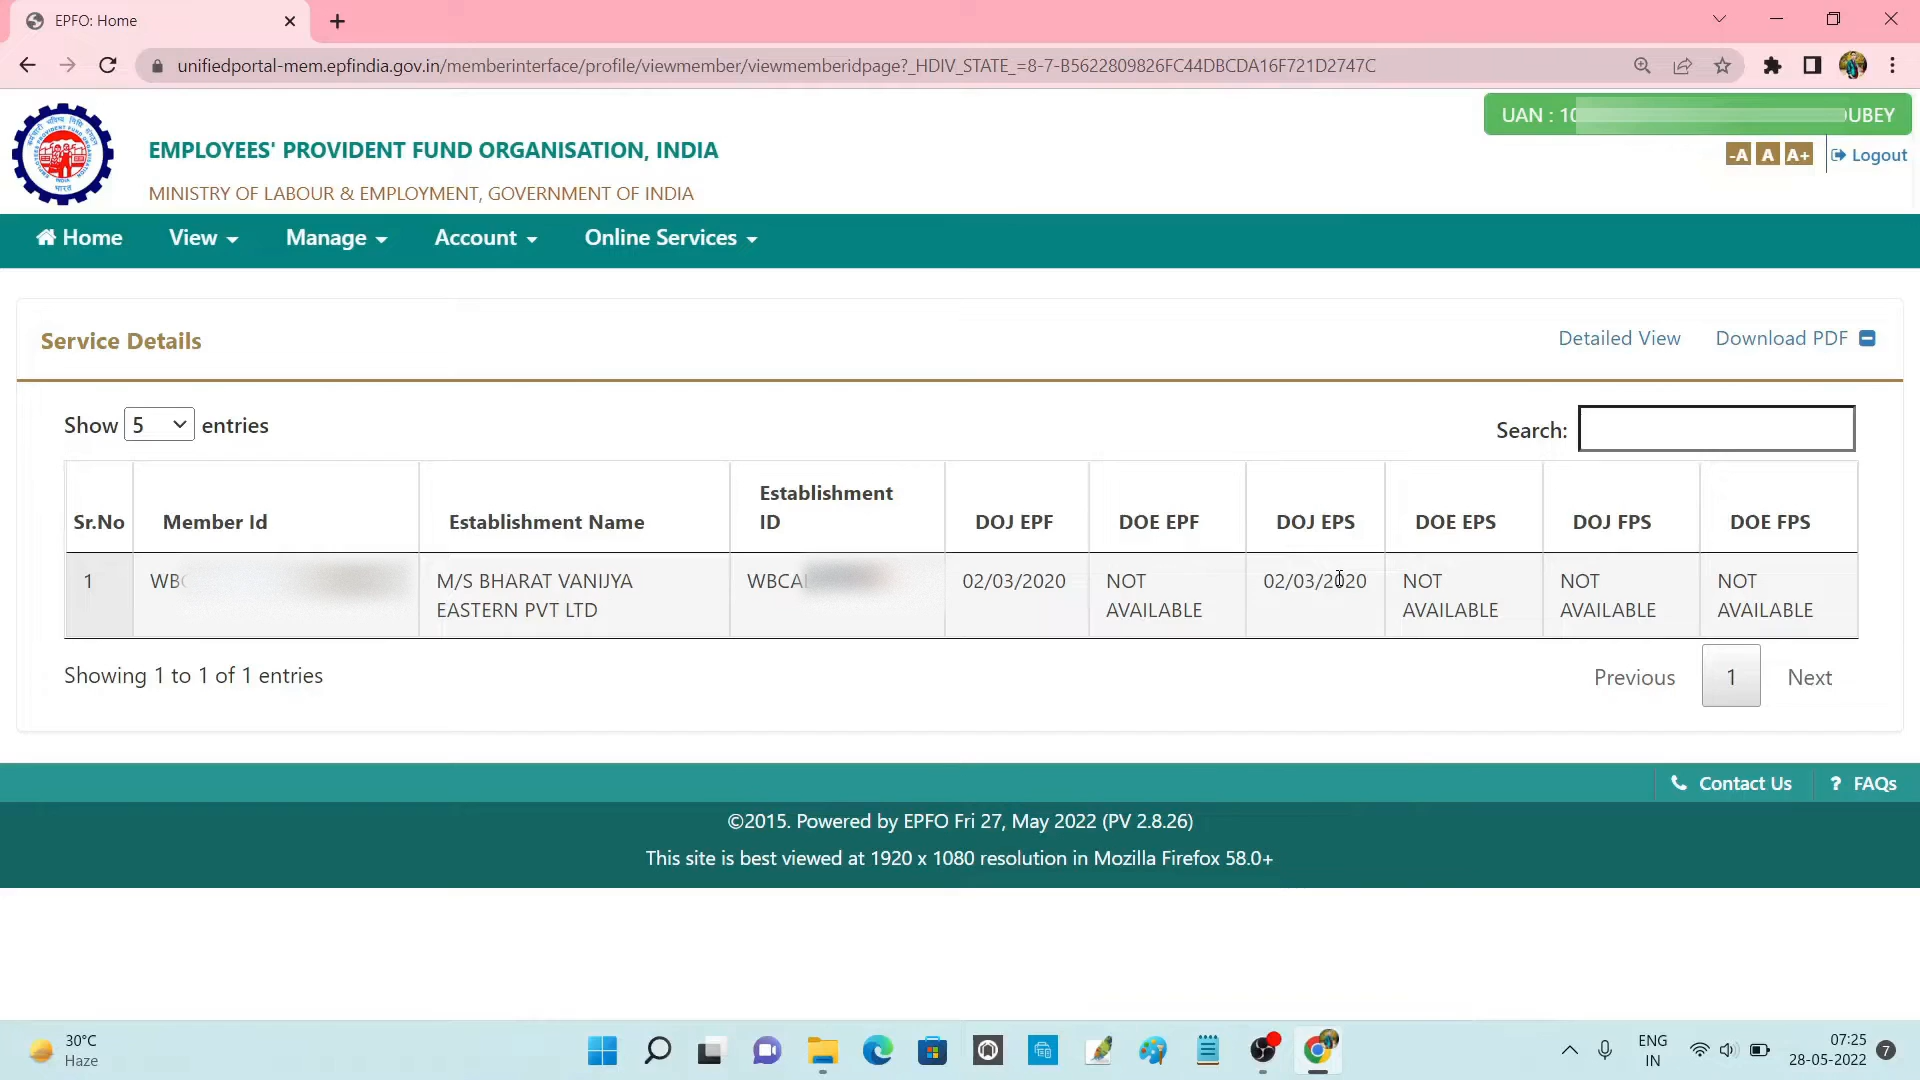 EPFO: Home
unifiedportal-mem.epfindia.gov.in/memberinterface/profile/viewmember/viewmemberidpage?_HDIV_STATE_=8-7-B5622809826FC44DBCDA16F721D2747C
UAN : 10
DUBEY
EMPLOYEES' PROVIDENT FUND ORGANISATION, INDIA
-A A A+ Logout
MINISTRY OF LABOUR & EMPLOYMENT, GOVERNMENT OF INDIA
Home View Manage Account Online Services
Service Details Detailed View Download PDF
Show 5 entries Search:
Sr.No Member Id Establishment Name Establishment ID DOJ EPF DOE EPF DOJ EPS DOE EPS DOJ FPS DOE FPS
1 WB M/S BHARAT VANIJYA EASTERN PVT LTD WBCA 02/03/2020 NOT AVAILABLE 02/03/2020 NOT AVAILABLE NOT AVAILABLE NOT AVAILABLE
Showing 1 to 1 of 1 entries Previous 1 Next
Contact Us ? FAQs
©2015. Powered by EPFO Fri 27, May 2022 (PV 2.8.26)
This site is best viewed at 1920 x 1080 resolution in Mozilla Firefox 58.0+
30°C
Haze
ENG
IN
07:25
28-05-2022
7